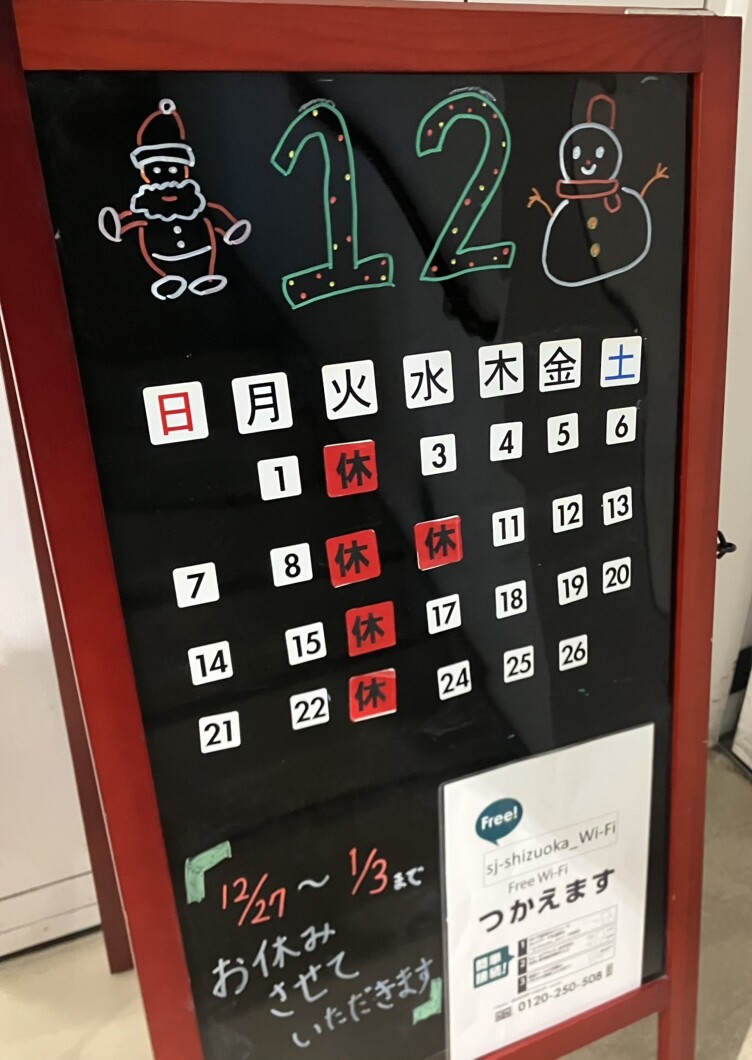 12
日 月 火 水 木 金 土
1 休 3 4 5 6
7 8 休 休 11 12 13
14 15 休 17 18 19 20
21 22 休 24 25 26
12/27 〜 1/3 まで
お休み
させて
いただきます
Free!
sj-shizuoka_Wi-Fi
Free Wi-Fi
つかえます
1
2
3
0120-250-508